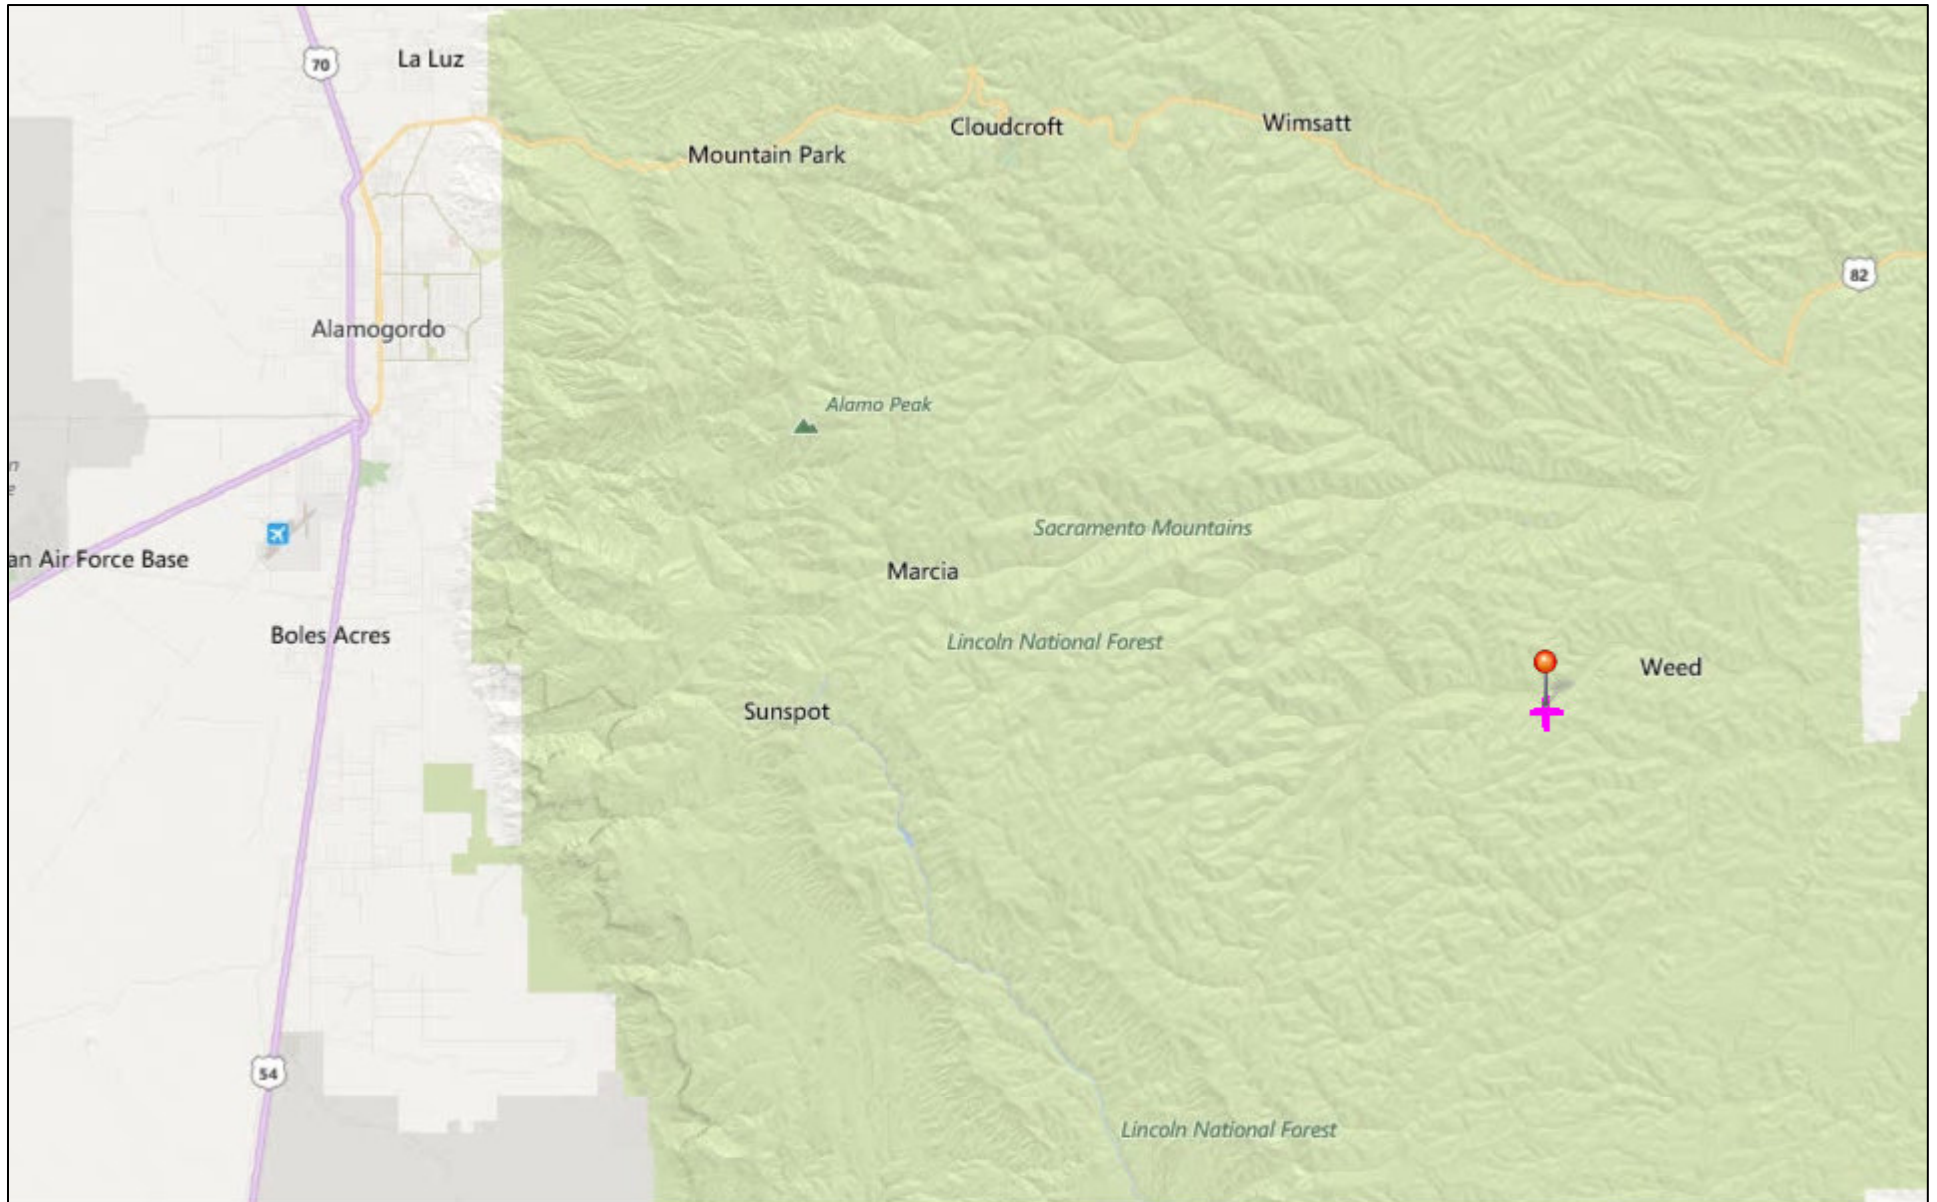 70
La Luz
Cloudcroft
Wimsatt
Mountain Park
82
Alamogordo
Alamo Peak
n
e
Sacramento Mountains
an Air Force Base
Marcia
Boles Acres
Lincoln National Forest
Weed
Sunspot
54
Lincoln National Forest